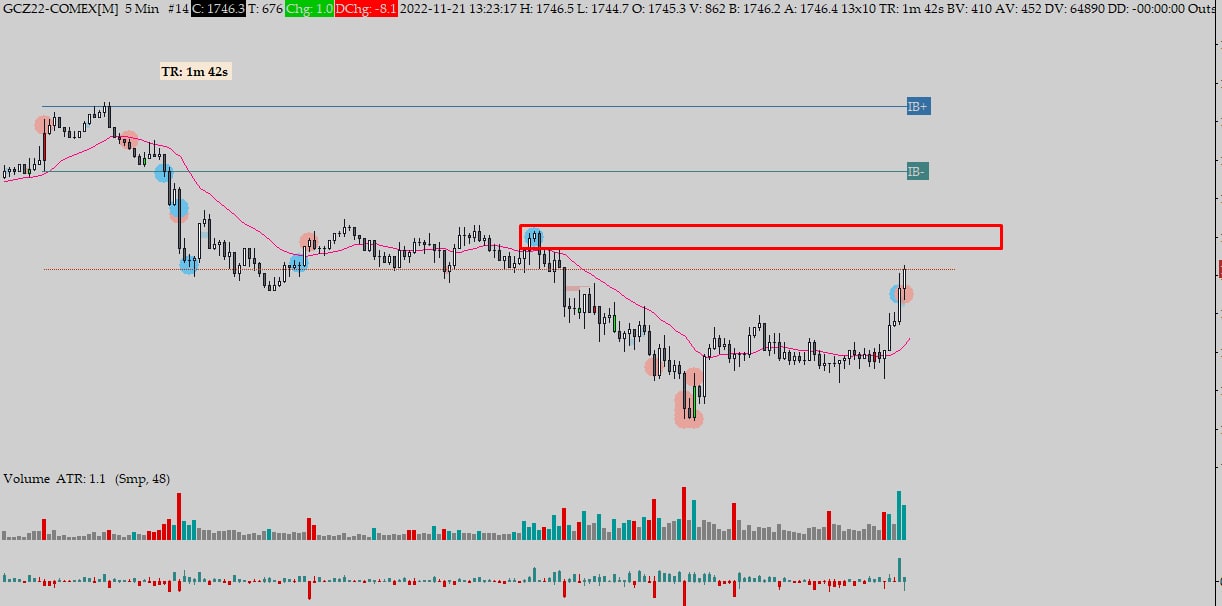 GCZ22-COMEX[M] 5 Min #14 C: 1746.3 T: 676 Chg: 1.0 DChg: -8.1 2022-11-21 13:23:17 H: 1746.5 L: 1744.7 O: 1745.3 V: 862 B: 1746.2 A: 1746.4 13x10 TR: 1m 42s BV: 410 AV: 452 DV: 64890 DD: -00:00:00 Outs
TR: 1m 42s
IB+
IB-
Volume ATR: 1.1 (Smp, 48)